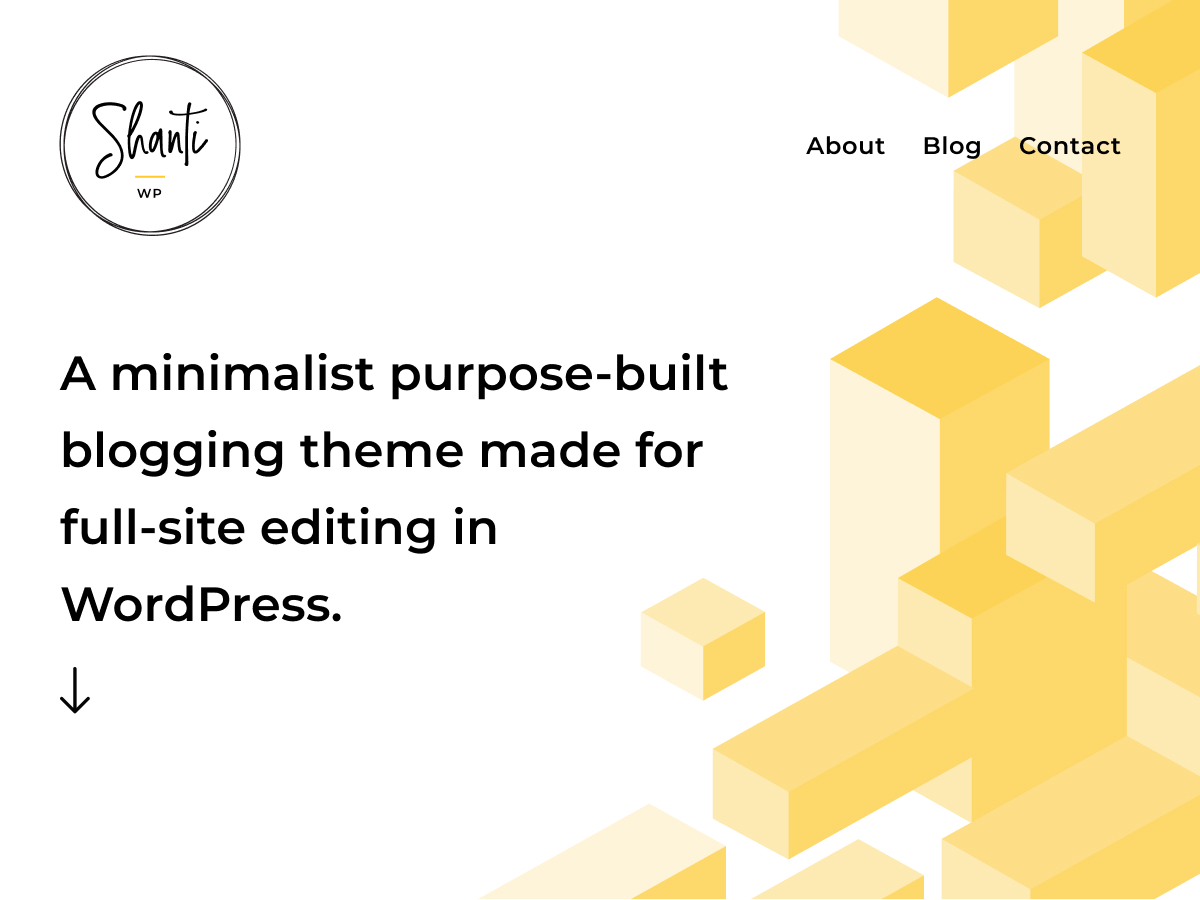 Shanti
WP
About Blog Contact
A minimalist purpose-built
blogging theme made for
full-site editing in
WordPress.